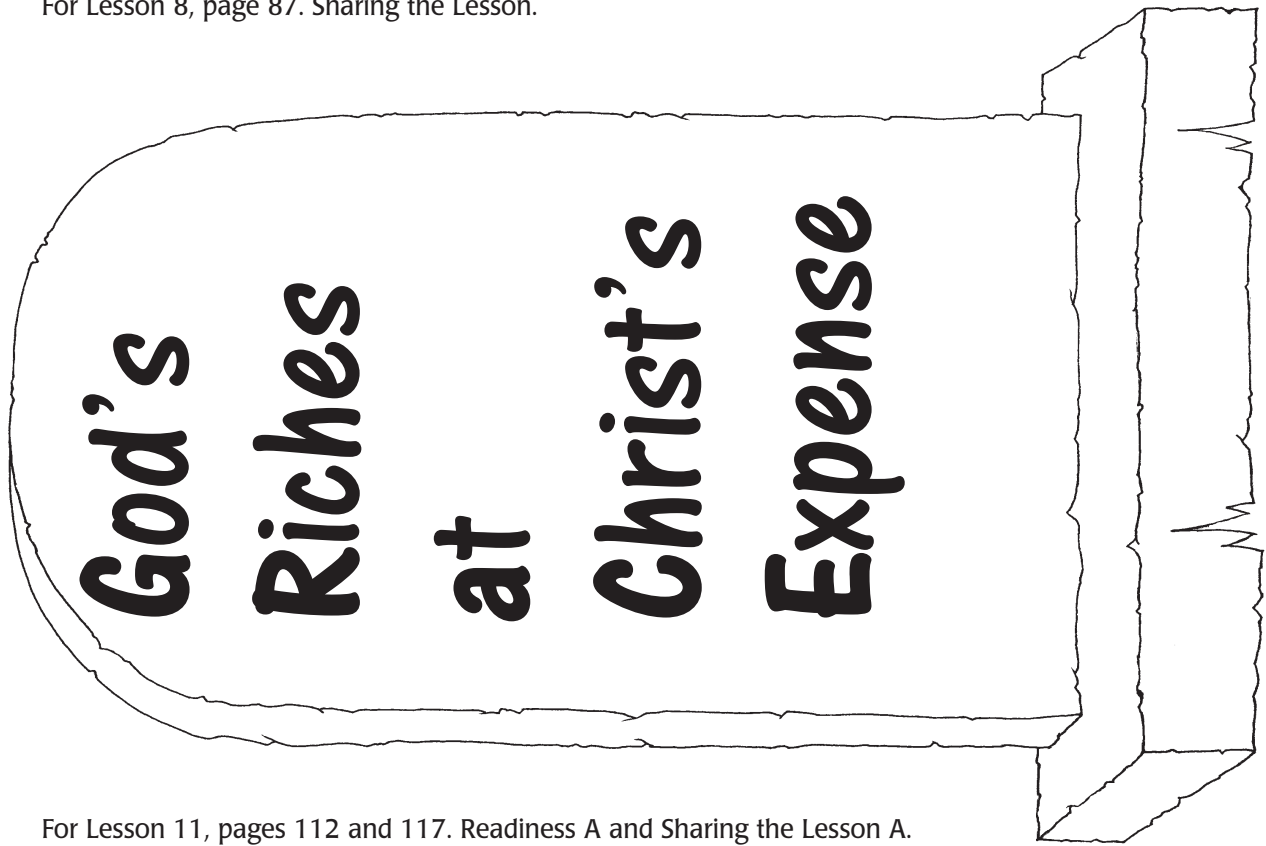 For Lesson 8, page 87. Sharing the Lesson.
God's
Riches
at
Christ's
Expense
For Lesson 11, pages 112 and 117. Readiness A and Sharing the Lesson A.